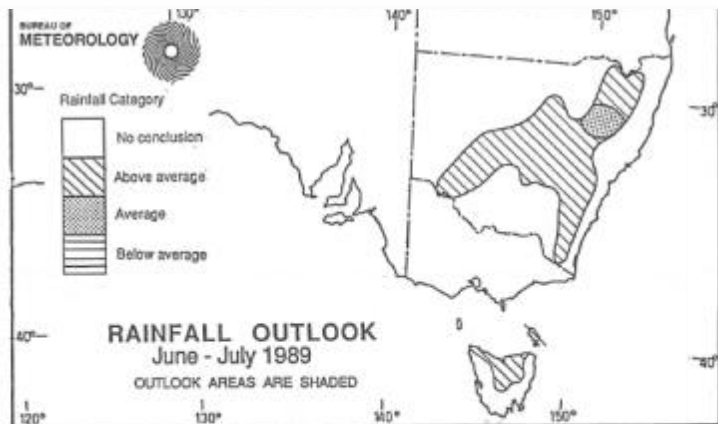 BUREAU OF
METEOROLOGY
130°
140°
150°
30°
30°
Rainfall Category
No conclusion
Above average
Average
Below average
RAINFALL OUTLOOK
June - July 1989
OUTLOOK AREAS ARE SHADED
40°
40°
120°
130°
140°
150°